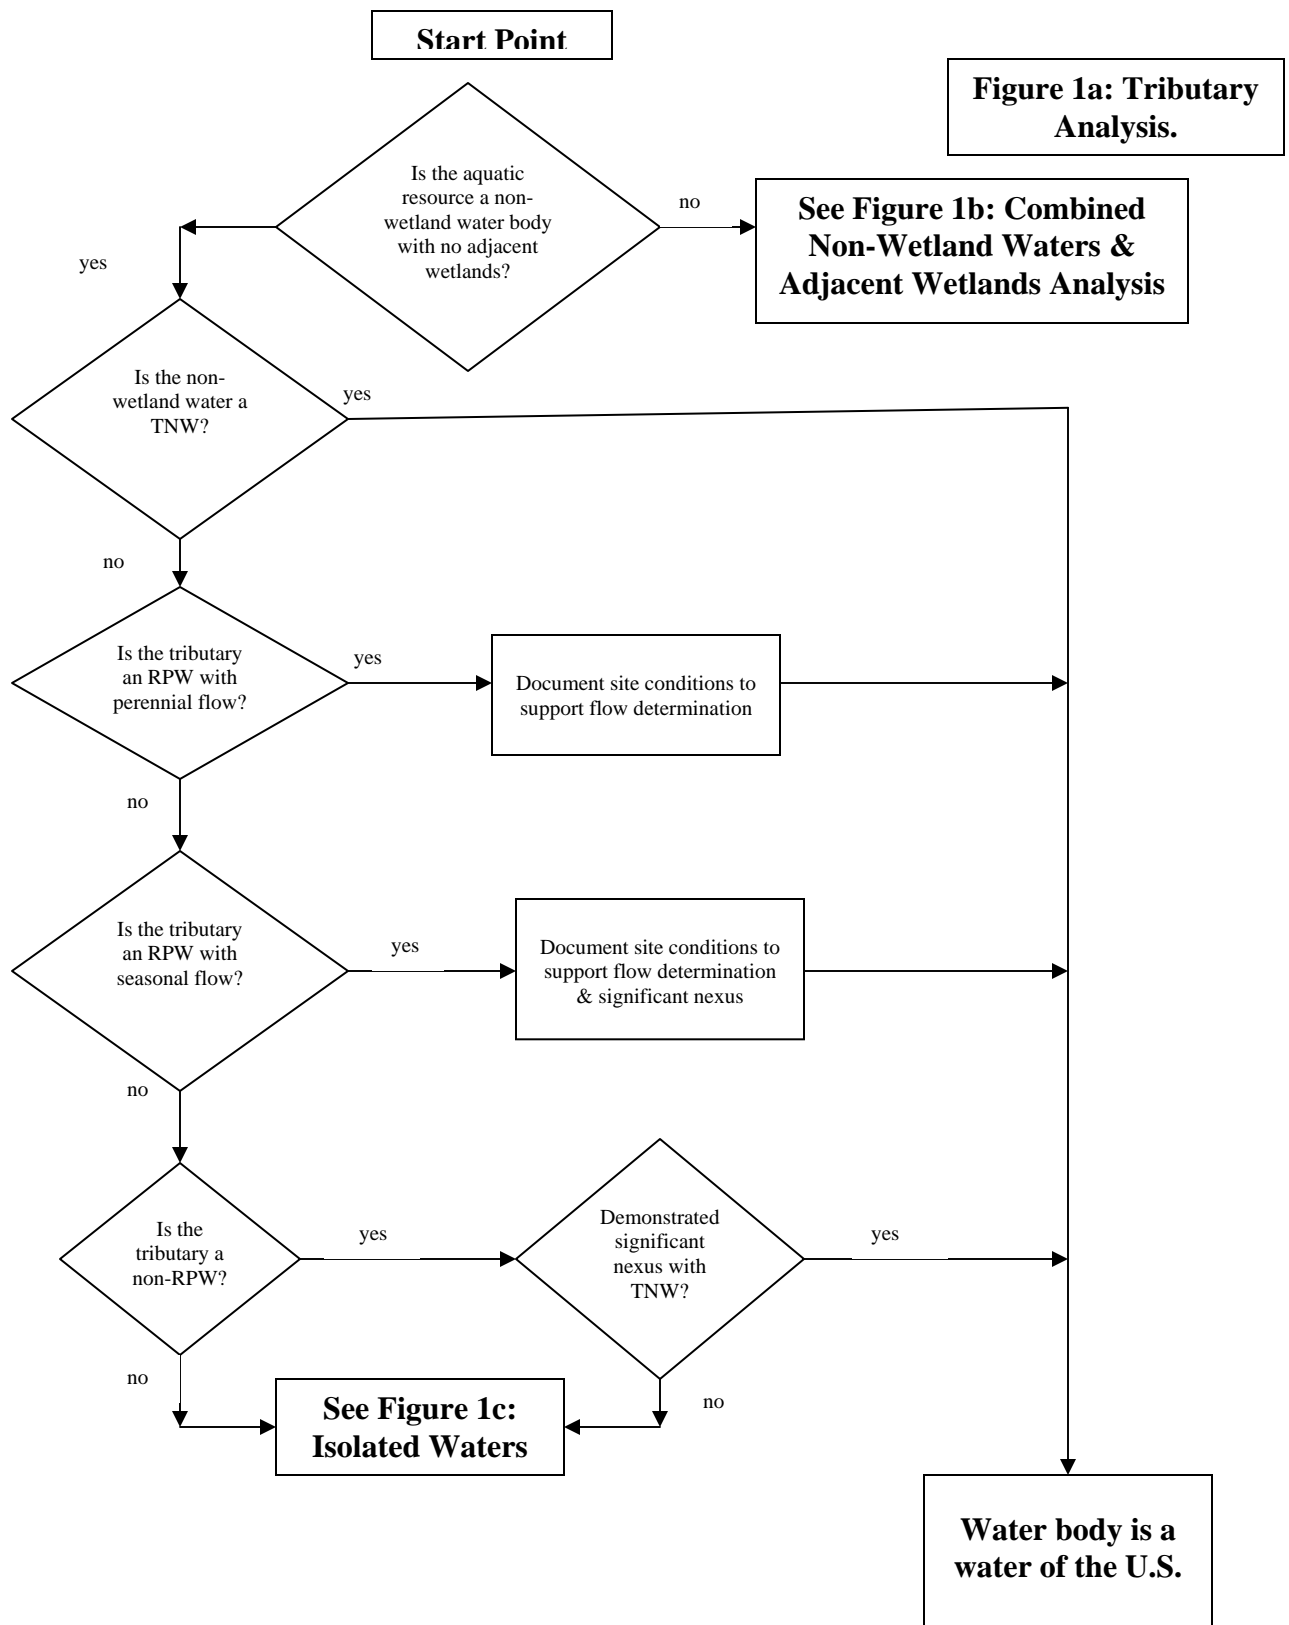 Start Point
Figure 1a: Tributary
Analysis.
Is the aquatic
resource a non-
wetland water body
with no adjacent
wetlands?
no
See Figure 1b: Combined
Non-Wetland Waters &
Adjacent Wetlands Analysis
yes
Is the non-
wetland water a
TNW?
yes
no
Is the tributary
an RPW with
perennial flow?
yes
Document site conditions to
support flow determination
no
Is the tributary
an RPW with
seasonal flow?
yes
Document site conditions to
support flow determination
& significant nexus
no
Is the
tributary a
non-RPW?
yes
Demonstrated
significant
nexus with
TNW?
yes
no
See Figure 1c:
Isolated Waters
no
Water body is a
water of the U.S.